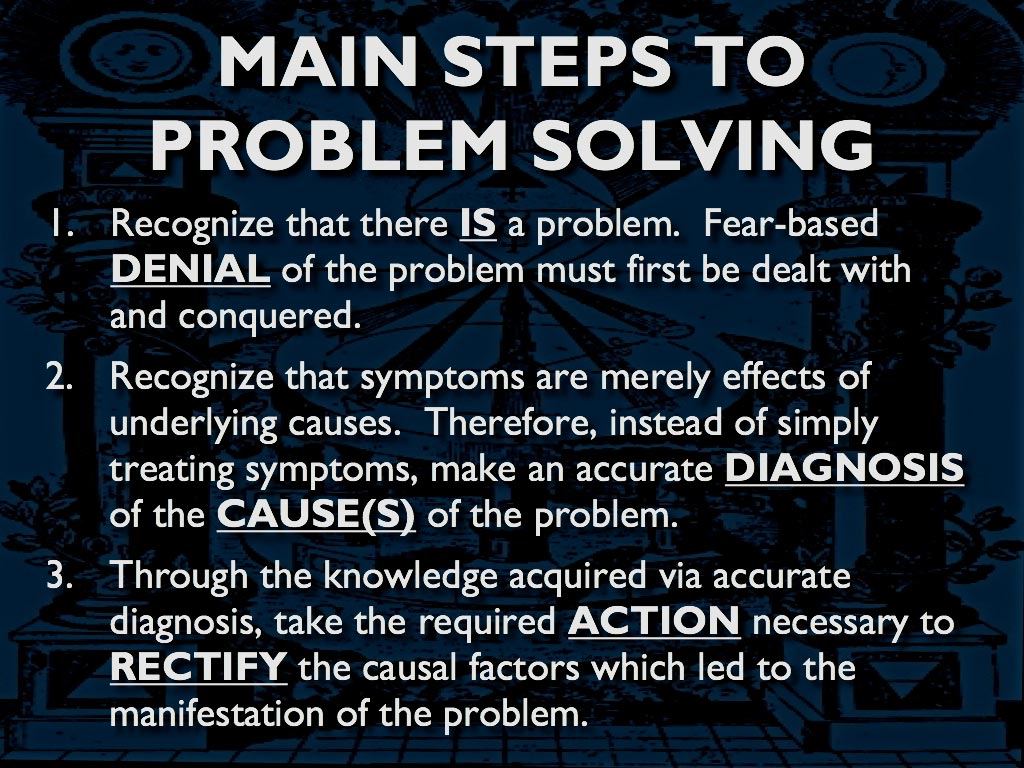 MAIN STEPS TO
PROBLEM SOLVING
1. Recognize that there IS a problem.  Fear-based
DENIAL of the problem must first be dealt with
and conquered.
2. Recognize that symptoms are merely effects of
underlying causes.  Therefore, instead of simply
treating symptoms, make an accurate DIAGNOSIS
of the CAUSE(S) of the problem.
3. Through the knowledge acquired via accurate
diagnosis, take the required ACTION necessary to
RECTIFY the causal factors which led to the
manifestation of the problem.